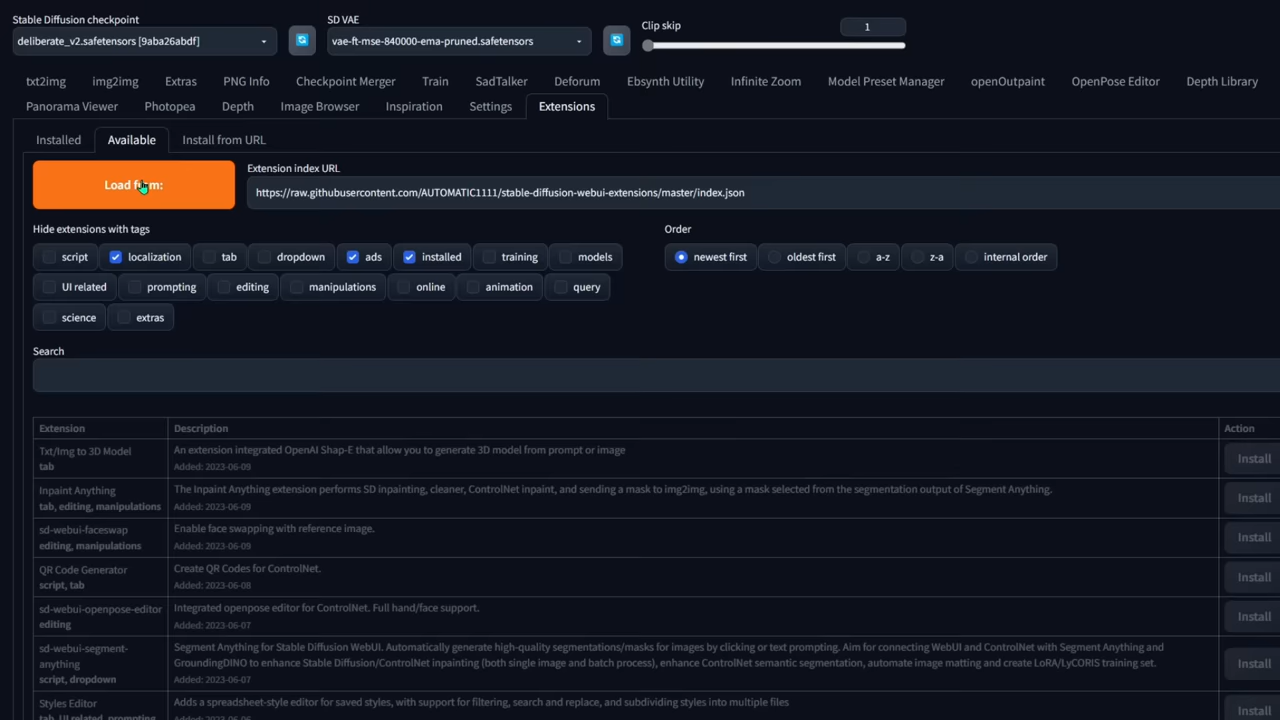 Stable Diffusion checkpoint
SD VAE
Clip skip
1
deliberate_v2.safetensors [9aba26abdf]
vae-ft-mse-840000-ema-pruned.safetensors
txt2img img2img Extras PNG Info Checkpoint Merger Train SadTalker Deforum Ebsynth Utility Infinite Zoom Model Preset Manager openOutpaint OpenPose Editor Depth Library
Panorama Viewer Photopea Depth Image Browser Inspiration Settings Extensions
Installed Available Install from URL
Load from:
Extension index URL
https://raw.githubusercontent.com/AUTOMATIC1111/stable-diffusion-webui-extensions/master/index.json
Hide extensions with tags
Order
script localization tab dropdown ads installed training models
newest first oldest first a-z z-a internal order
UI related prompting editing manipulations online animation query
science extras
Search
Extension Description Action
Txt/Img to 3D Model
tab
An extension integrated OpenAI Shap-E that allow you to generate 3D model from prompt or image
Added: 2023-06-09
Install
Inpaint Anything
tab, editing, manipulations
The Inpaint Anything extension performs SD inpainting, cleaner, ControlNet inpaint, and sending a mask to img2img, using a mask selected from the segmentation output of Segment Anything.
Added: 2023-06-09
Install
sd-webui-faceswap
editing, manipulations
Enable face swapping with reference image.
Added: 2023-06-09
Install
QR Code Generator
script, tab
Create QR Codes for ControlNet.
Added: 2023-06-08
Install
sd-webui-openpose-editor
editing
Integrated openpose editor for ControlNet. Full hand/face support.
Added: 2023-06-07
Install
sd-webui-segment-
anything
script, dropdown
Segment Anything for Stable Diffusion WebUI. Automatically generate high-quality segmentations/masks for images by clicking or text prompting. Aim for connecting WebUI and ControlNet with Segment Anything and
GroundingDINO to enhance Stable Diffusion/ControlNet inpainting (both single image and batch process), enhance ControlNet semantic segmentation, automate image matting and create LoRA/LyCORIS training set.
Added: 2023-06-07
Install
Styles Editor
tab, UI related, prompting
Adds a spreadsheet-style editor for saved styles, with support for filtering, search and replace, and subdividing styles into multiple files
Install